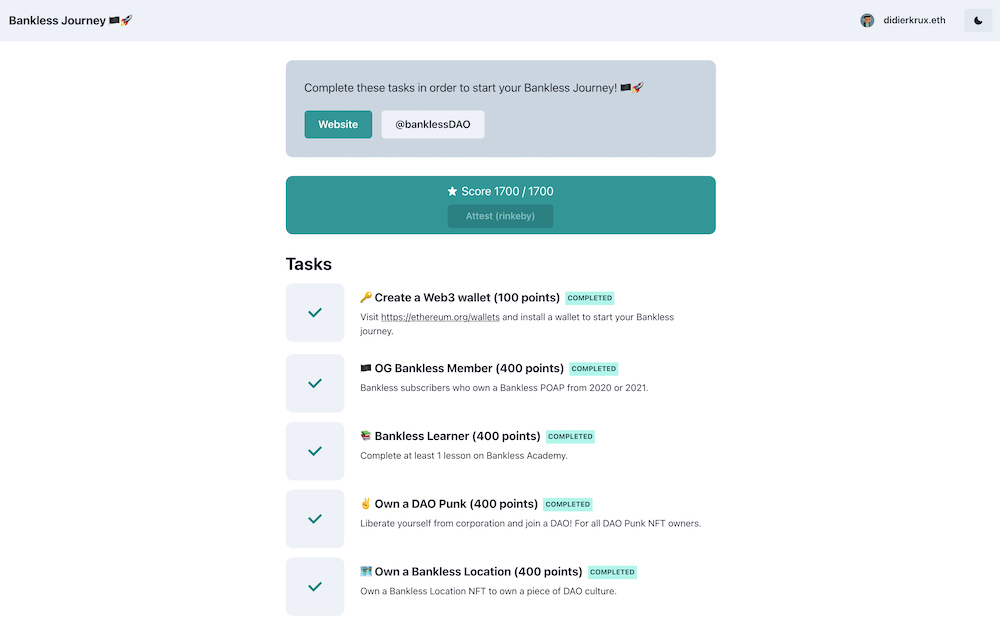 Bankless Journey 🏴🚀
didierkrux.eth
Complete these tasks in order to start your Bankless Journey! 🏴🚀
Website
@banklessDAO
★ Score 1700 / 1700
Attest (rinkeby)
Tasks
🔑 Create a Web3 wallet (100 points) COMPLETED
Visit https://ethereum.org/wallets and install a wallet to start your Bankless
journey.
🏴 OG Bankless Member (400 points) COMPLETED
Bankless subscribers who own a Bankless POAP from 2020 or 2021.
📚 Bankless Learner (400 points) COMPLETED
Complete at least 1 lesson on Bankless Academy.
✌️ Own a DAO Punk (400 points) COMPLETED
Liberate yourself from corporation and join a DAO! For all DAO Punk NFT owners.
🗺️ Own a Bankless Location (400 points) COMPLETED
Own a Bankless Location NFT to own a piece of DAO culture.